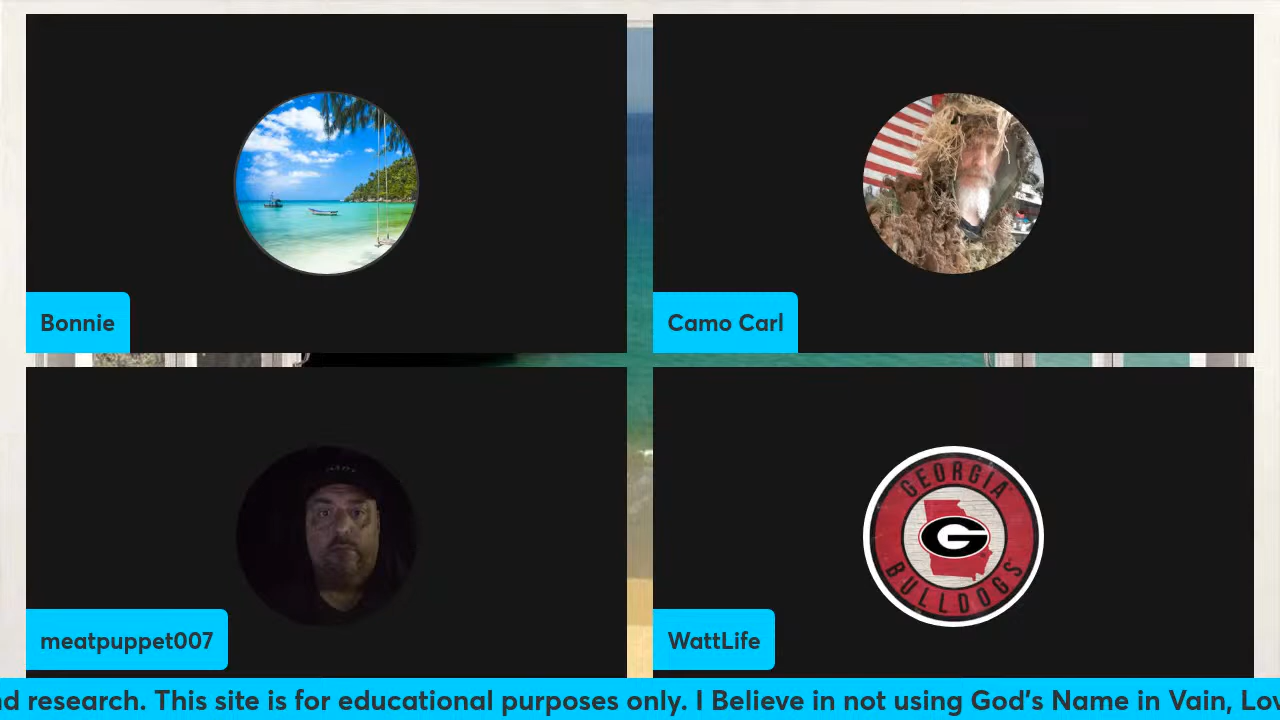 Bonnie
Camo Carl
meatpuppet007
GEORGIA
G
BULLDOGS
WattLife
d research. This site is for educational purposes only. I Believe in not using God's Name in Vain, Lov